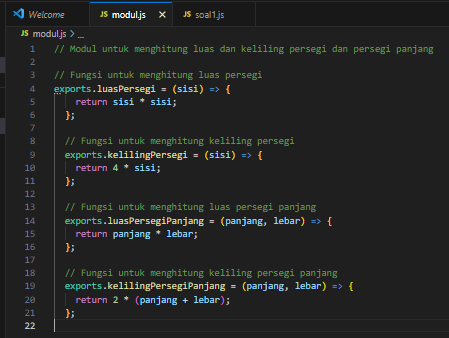 Welcome
modul.js
soal1.js
JS modul.js > ...
1 // Modul untuk menghitung luas dan keliling persegi dan persegi panjang
2
3 // Fungsi untuk menghitung luas persegi
4 exports.luasPersegi = (sisi) => {
5 return sisi * sisi;
6 };
7
8 // Fungsi untuk menghitung keliling persegi
9 exports.kelilingPersegi = (sisi) => {
10 return 4 * sisi;
11 };
12
13 // Fungsi untuk menghitung luas persegi panjang
14 exports.luasPersegiPanjang = (panjang, lebar) => {
15 return panjang * lebar;
16 };
17
18 // Fungsi untuk menghitung keliling persegi panjang
19 exports.kelilingPersegiPanjang = (panjang, lebar) => {
20 return 2 * (panjang + lebar);
21 };
22